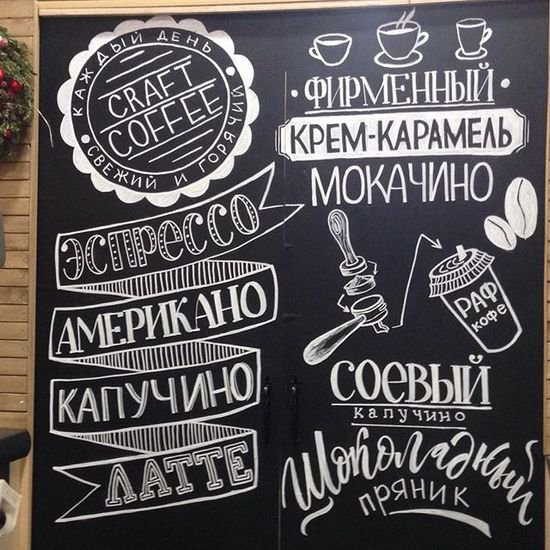 КАЖДЫЙ ДЕНЬ
CRAFT
COFFEE
СВЕЖИЙ И ГОРЯЧИЙ
ЭСПРЕССО
АМЕРИКАНО
КАПУЧИНО
ЛАТТЕ
· ФИРМЕННЫЙ ·
КРЕМ-КАРАМЕЛЬ
МОКАЧИНО
РАФ
кофе
СОЕВЫЙ
капучино
Шоколадный
пряник